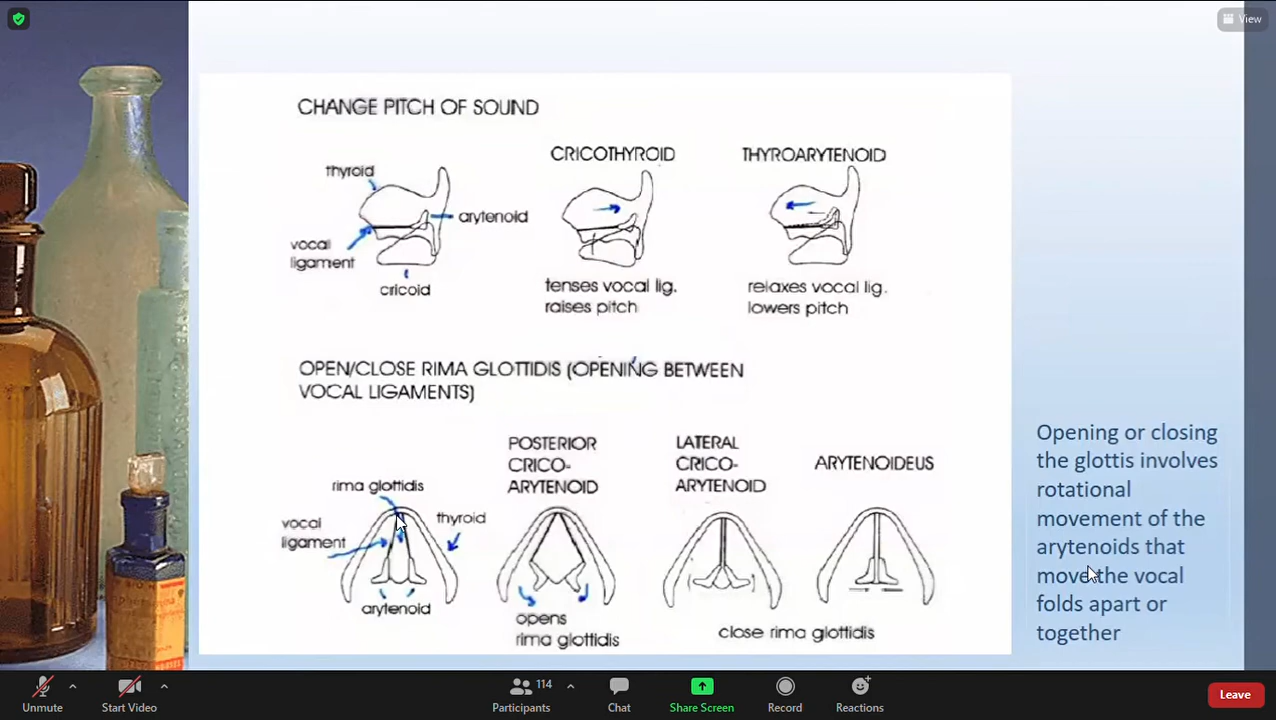 View
CHANGE PITCH OF SOUND
CRICOTHYROID
THYROARYTENOID
thyroid
arytenoid
vocal
ligament
cricoid
tenses vocal lig.
raises pitch
relaxes vocal lig.
lowers pitch
OPEN/CLOSE RIMA GLOTTIDIS (OPENING BETWEEN
VOCAL LIGAMENTS)
POSTERIOR
CRICO-
ARYTENOID
LATERAL
CRICO-
ARYTENOID
ARYTENOIDEUS
rima glottidis
vocal
ligament
thyroid
arytenoid
opens
rima glottidis
close rima glottidis
Opening or closing
the glottis involves
rotational
movement of the
arytenoids that
move the vocal
folds apart or
together
Unmute
Start Video
114
Participants
Chat
Share Screen
Record
Reactions
Leave